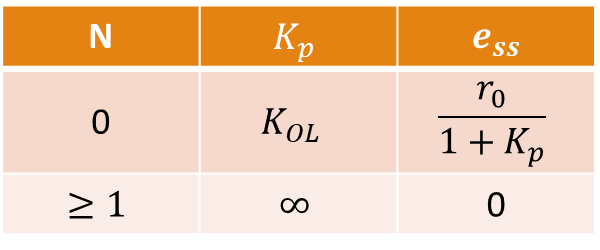 N K_p e_ss
0 K_OL r_0 / (1 + K_p)
≥ 1 ∞ 0